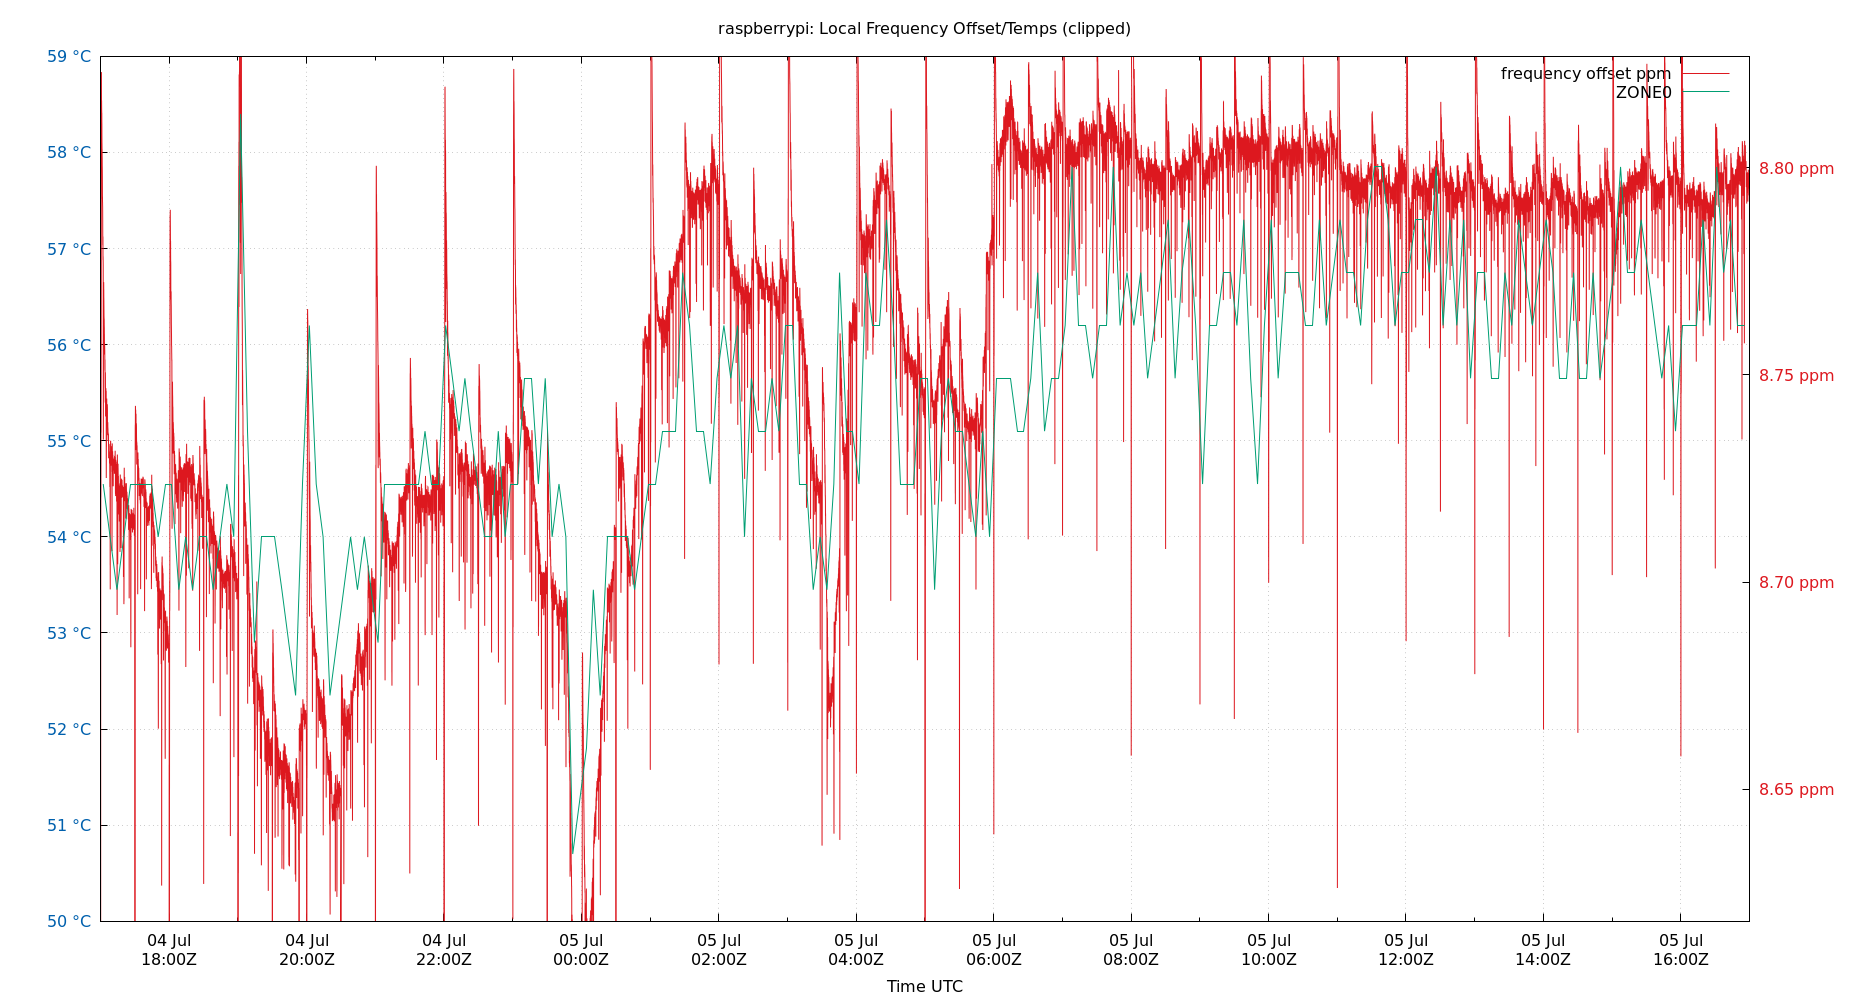 raspberrypi: Local Frequency Offset/Temps (clipped)
frequency offset ppm
ZONE0
59 °C
58 °C
57 °C
56 °C
55 °C
54 °C
53 °C
52 °C
51 °C
50 °C
8.80 ppm
8.75 ppm
8.70 ppm
8.65 ppm
04 Jul 04 Jul 04 Jul 05 Jul 05 Jul 05 Jul 05 Jul 05 Jul 05 Jul 05 Jul 05 Jul 05 Jul
18:00Z 20:00Z 22:00Z 00:00Z 02:00Z 04:00Z 06:00Z 08:00Z 10:00Z 12:00Z 14:00Z 16:00Z
Time UTC